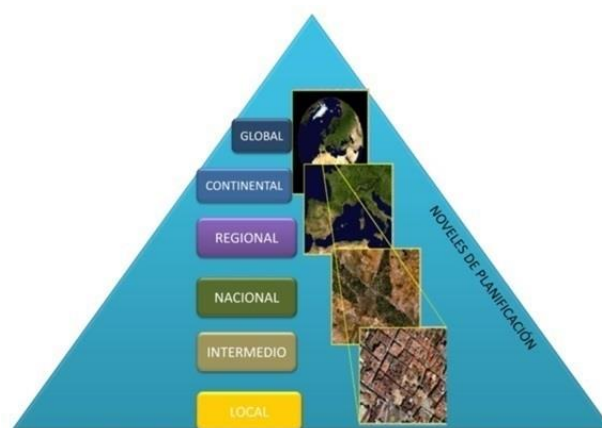 GLOBAL
CONTINENTAL
REGIONAL
NACIONAL
INTERMEDIO
LOCAL
NOVELES DE PLANIFICACIÓN